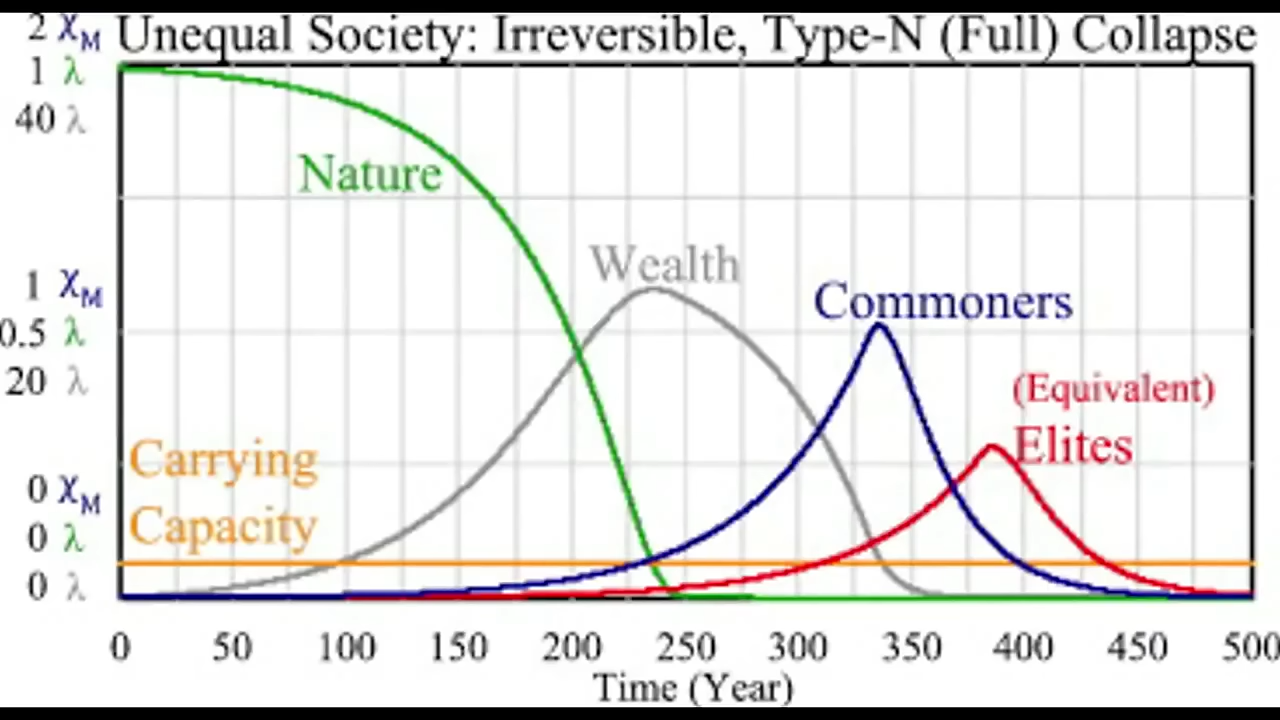 Unequal Society: Irreversible, Type-N (Full) Collapse
2 χM
1 λ
40 λ
Nature
Wealth
1 χM
Commoners
0.5 λ
20 λ
(Equivalent)
Elites
Carrying
Capacity
0 χM
0 λ
0 λ
0 50 100 150 200 250 300 350 400 450 500
Time (Year)